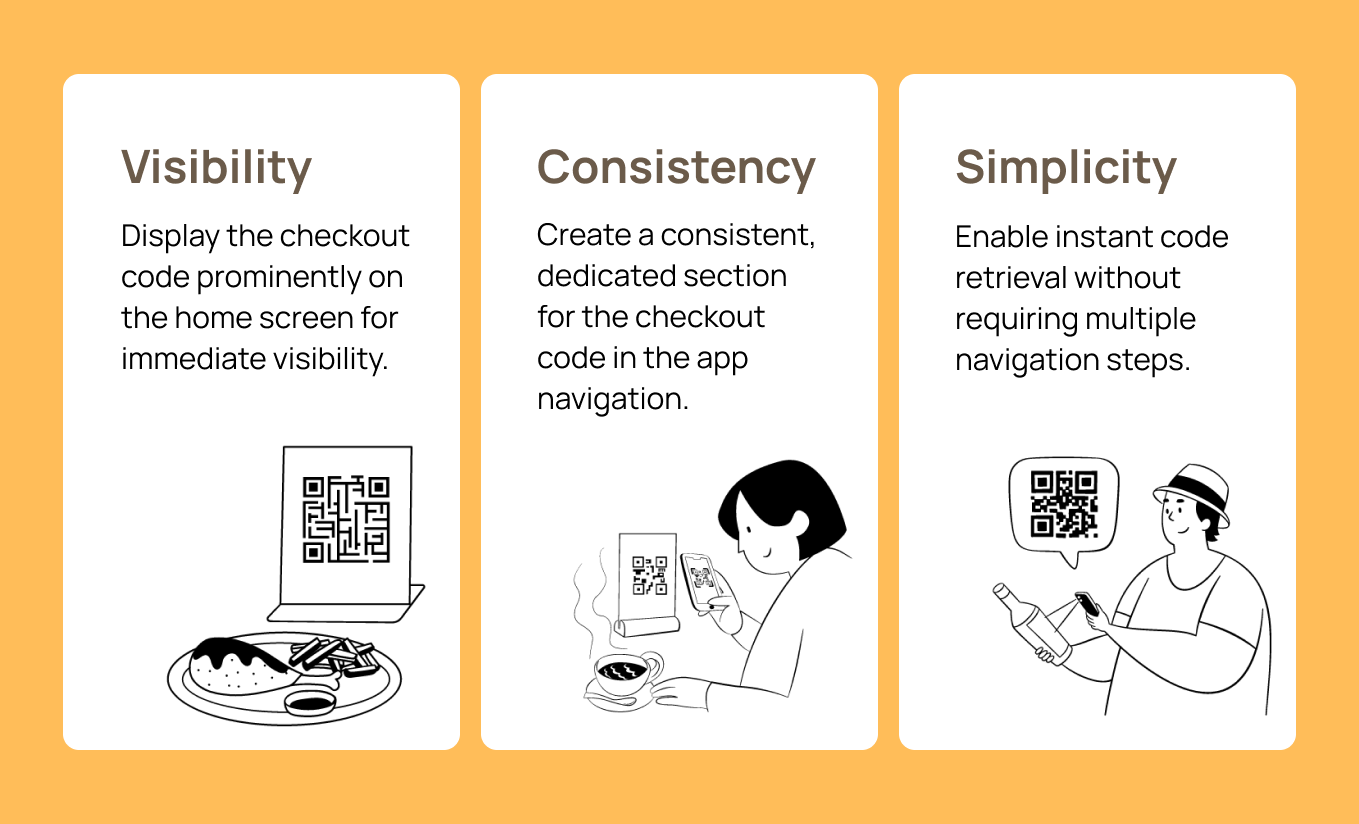 Visibility
Display the checkout
code prominently on
the home screen for
immediate visibility.
Consistency
Create a consistent,
dedicated section
for the checkout
code in the app
navigation.
Simplicity
Enable instant code
retrieval without
requiring multiple
navigation steps.